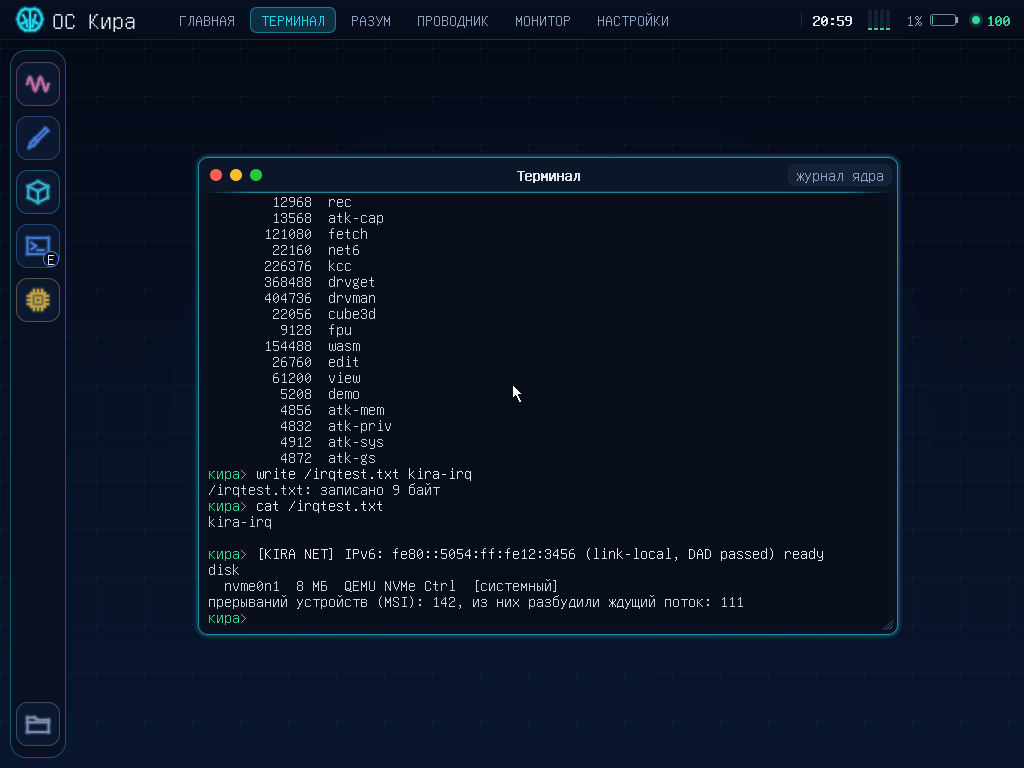 ОС Кира
ГЛАВНАЯ ТЕРМИНАЛ РАЗУМ ПРОВОДНИК МОНИТОР НАСТРОЙКИ
20:59 1% 100
E
Терминал
журнал ядра
12968 rec
13568 atk-cap
121080 fetch
22160 net6
226376 kcc
368488 drvget
404736 drvman
22056 cube3d
9128 fpu
154488 wasm
26760 edit
61200 view
5208 demo
4856 atk-mem
4832 atk-priv
4912 atk-sys
4872 atk-gs
кира> write /irqtest.txt kira-irq
/irqtest.txt: записано 9 байт
кира> cat /irqtest.txt
kira-irq
кира> [KIRA NET] IPv6: fe80::5054:ff:fe12:3456 (link-local, DAD passed) ready
disk
nvme0n1 8 МБ QEMU NVMe Ctrl [системный]
прерываний устройств (MSI): 142, из них разбудили ждущий поток: 111
кира>